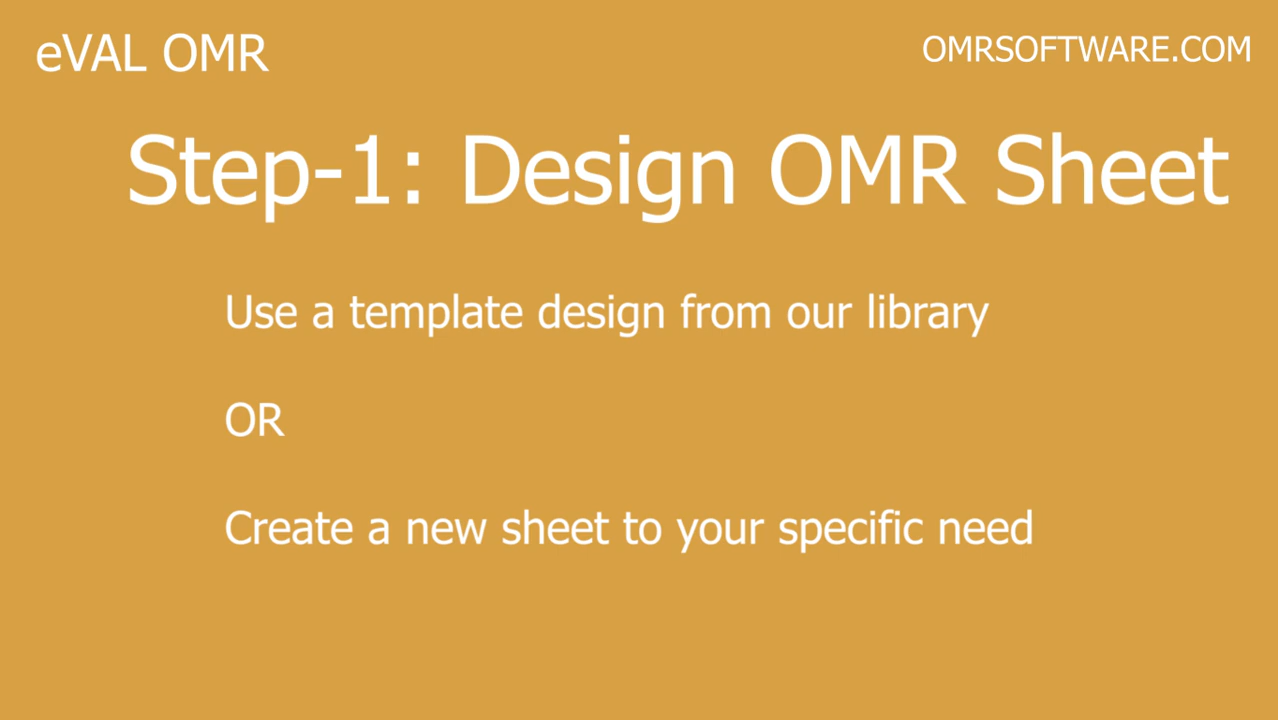 eVAL OMR
OMRSOFTWARE.COM
Step-1: Design OMR Sheet
Use a template design from our library
OR
Create a new sheet to your specific need